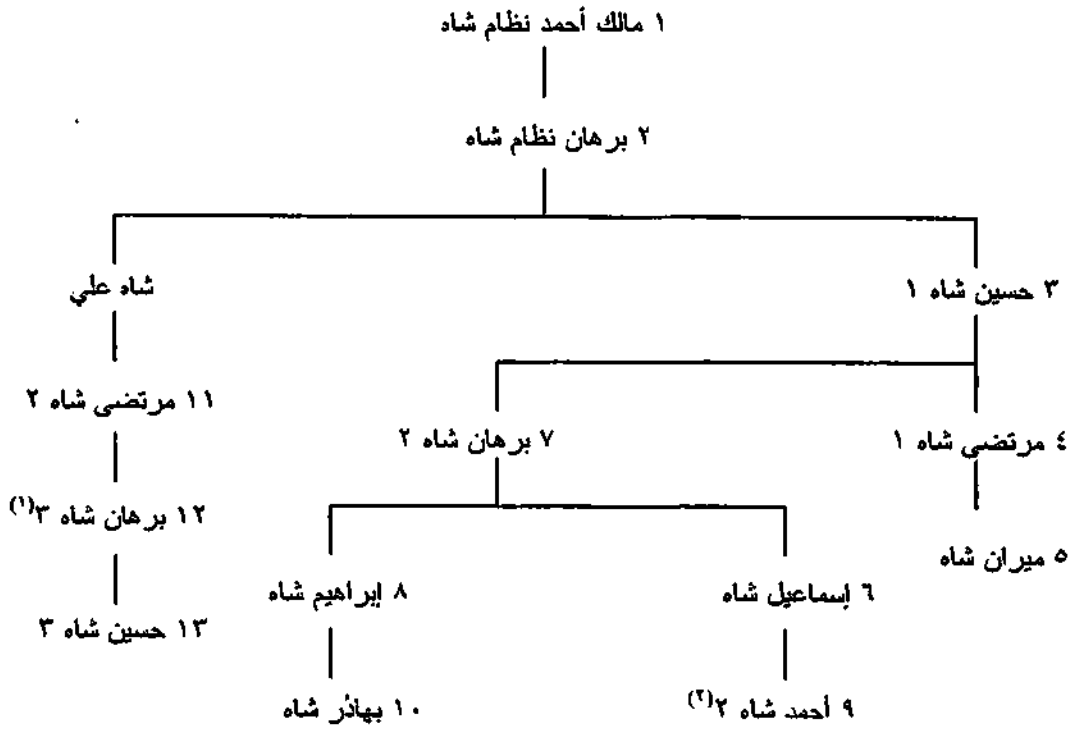 ١ مالك أحمد نظام شاه
٢ برهان نظام شاه
٣ حسين شاه ١
شاه علي
٤ مرتضى شاه ١
٧ برهان شاه ٢
١١ مرتضى شاه ٢
٥ ميران شاه
١٢ برهان شاه ٣(١)
٦ إسماعيل شاه
٨ إبراهيم شاه
١٣ حسين شاه ٣
٩ أحمد شاه ٢(٢)
١٠ بهاذر شاه